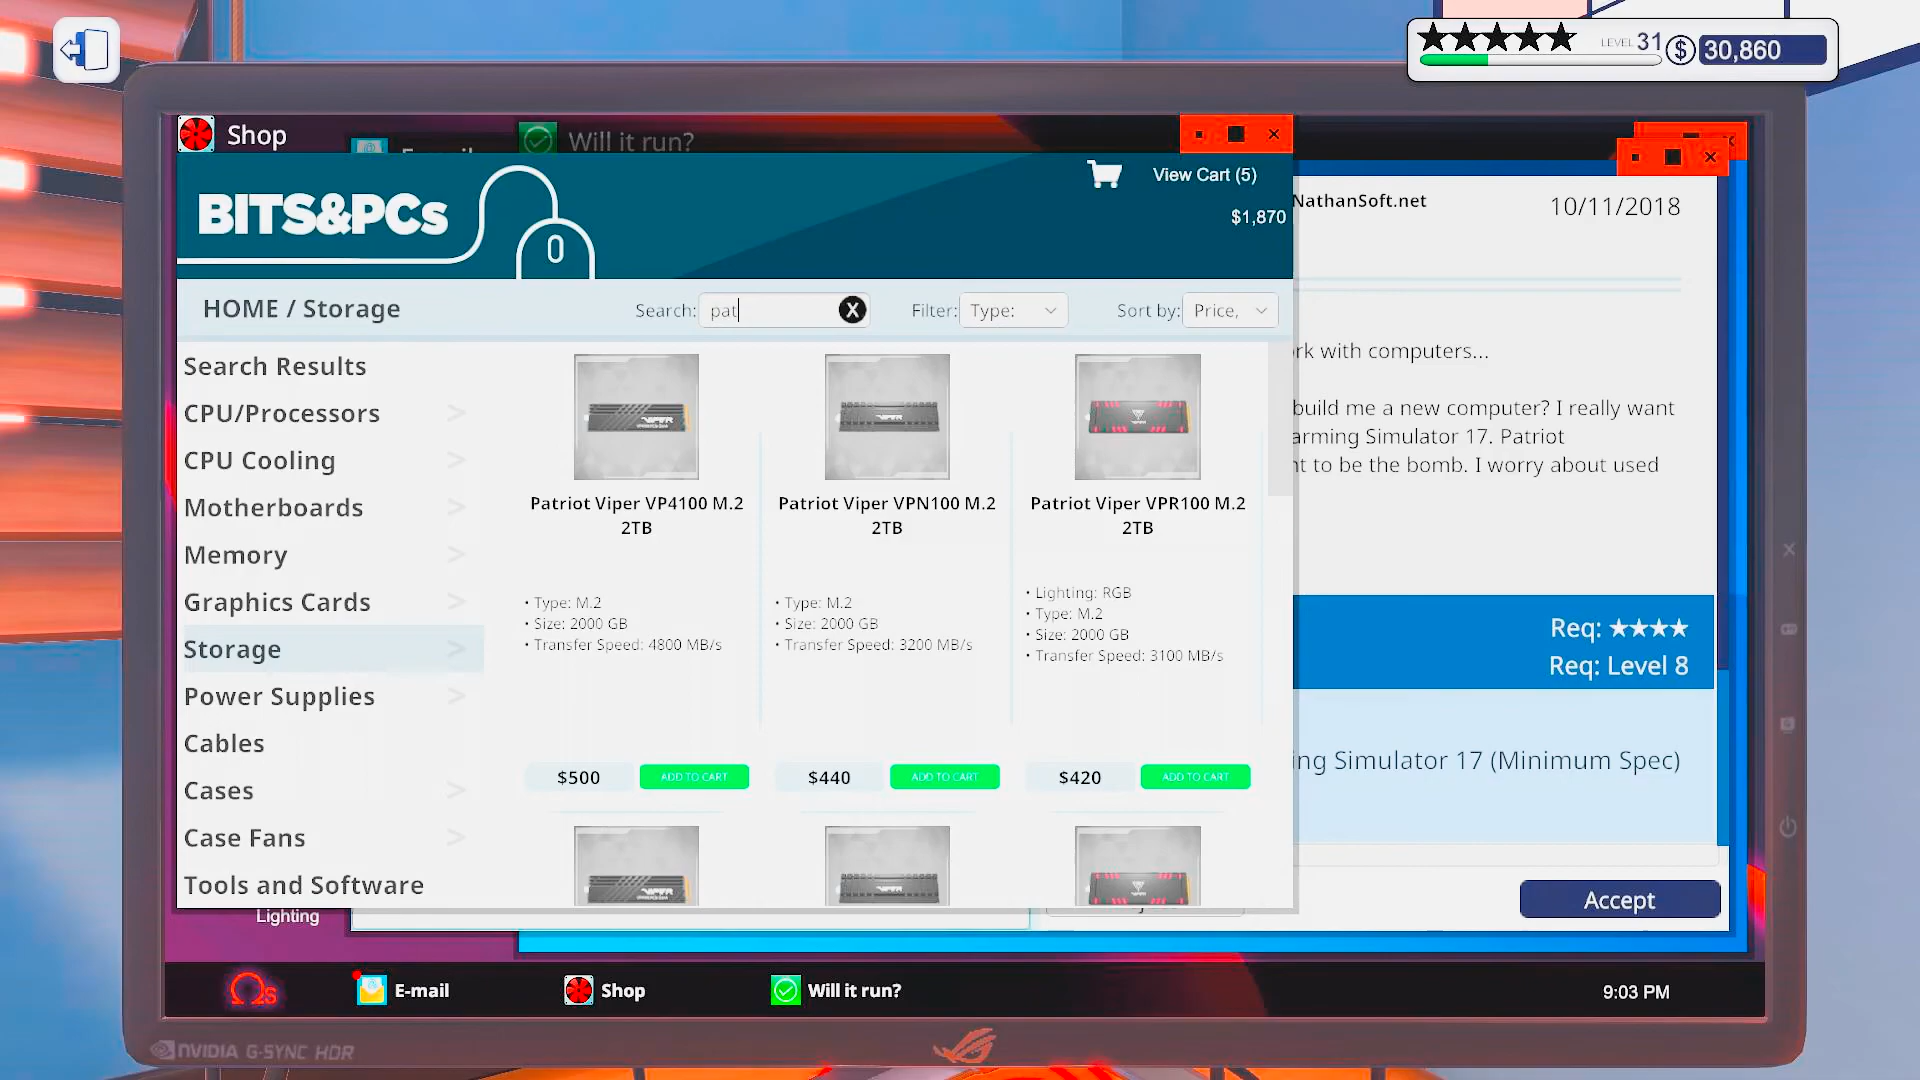 LEVEL 31
$ 30,860
Shop
Will it run?
BITS&PCs
View Cart (5)
$1,870
NathanSoft.net
10/11/2018
HOME / Storage
Search: pat X
Filter: Type:
Sort by: Price,
Search Results
CPU/Processors >
CPU Cooling >
Motherboards >
Memory >
Graphics Cards >
Storage >
Power Supplies >
Cables
Cases >
Case Fans >
Tools and Software
Lighting
Patriot Viper VP4100 M.2
2TB
• Type: M.2
• Size: 2000 GB
• Transfer Speed: 4800 MB/s
$500
ADD TO CART
Patriot Viper VPN100 M.2
2TB
• Type: M.2
• Size: 2000 GB
• Transfer Speed: 3200 MB/s
$440
ADD TO CART
Patriot Viper VPR100 M.2
2TB
• Lighting: RGB
• Type: M.2
• Size: 2000 GB
• Transfer Speed: 3100 MB/s
$420
ADD TO CART
rk with computers...
build me a new computer? I really want
arming Simulator 17. Patriot
nt to be the bomb. I worry about used
Req: ★★★★
Req: Level 8
ing Simulator 17 (Minimum Spec)
Accept
E-mail
Shop
Will it run?
9:03 PM
NVIDIA G-SYNC HDR